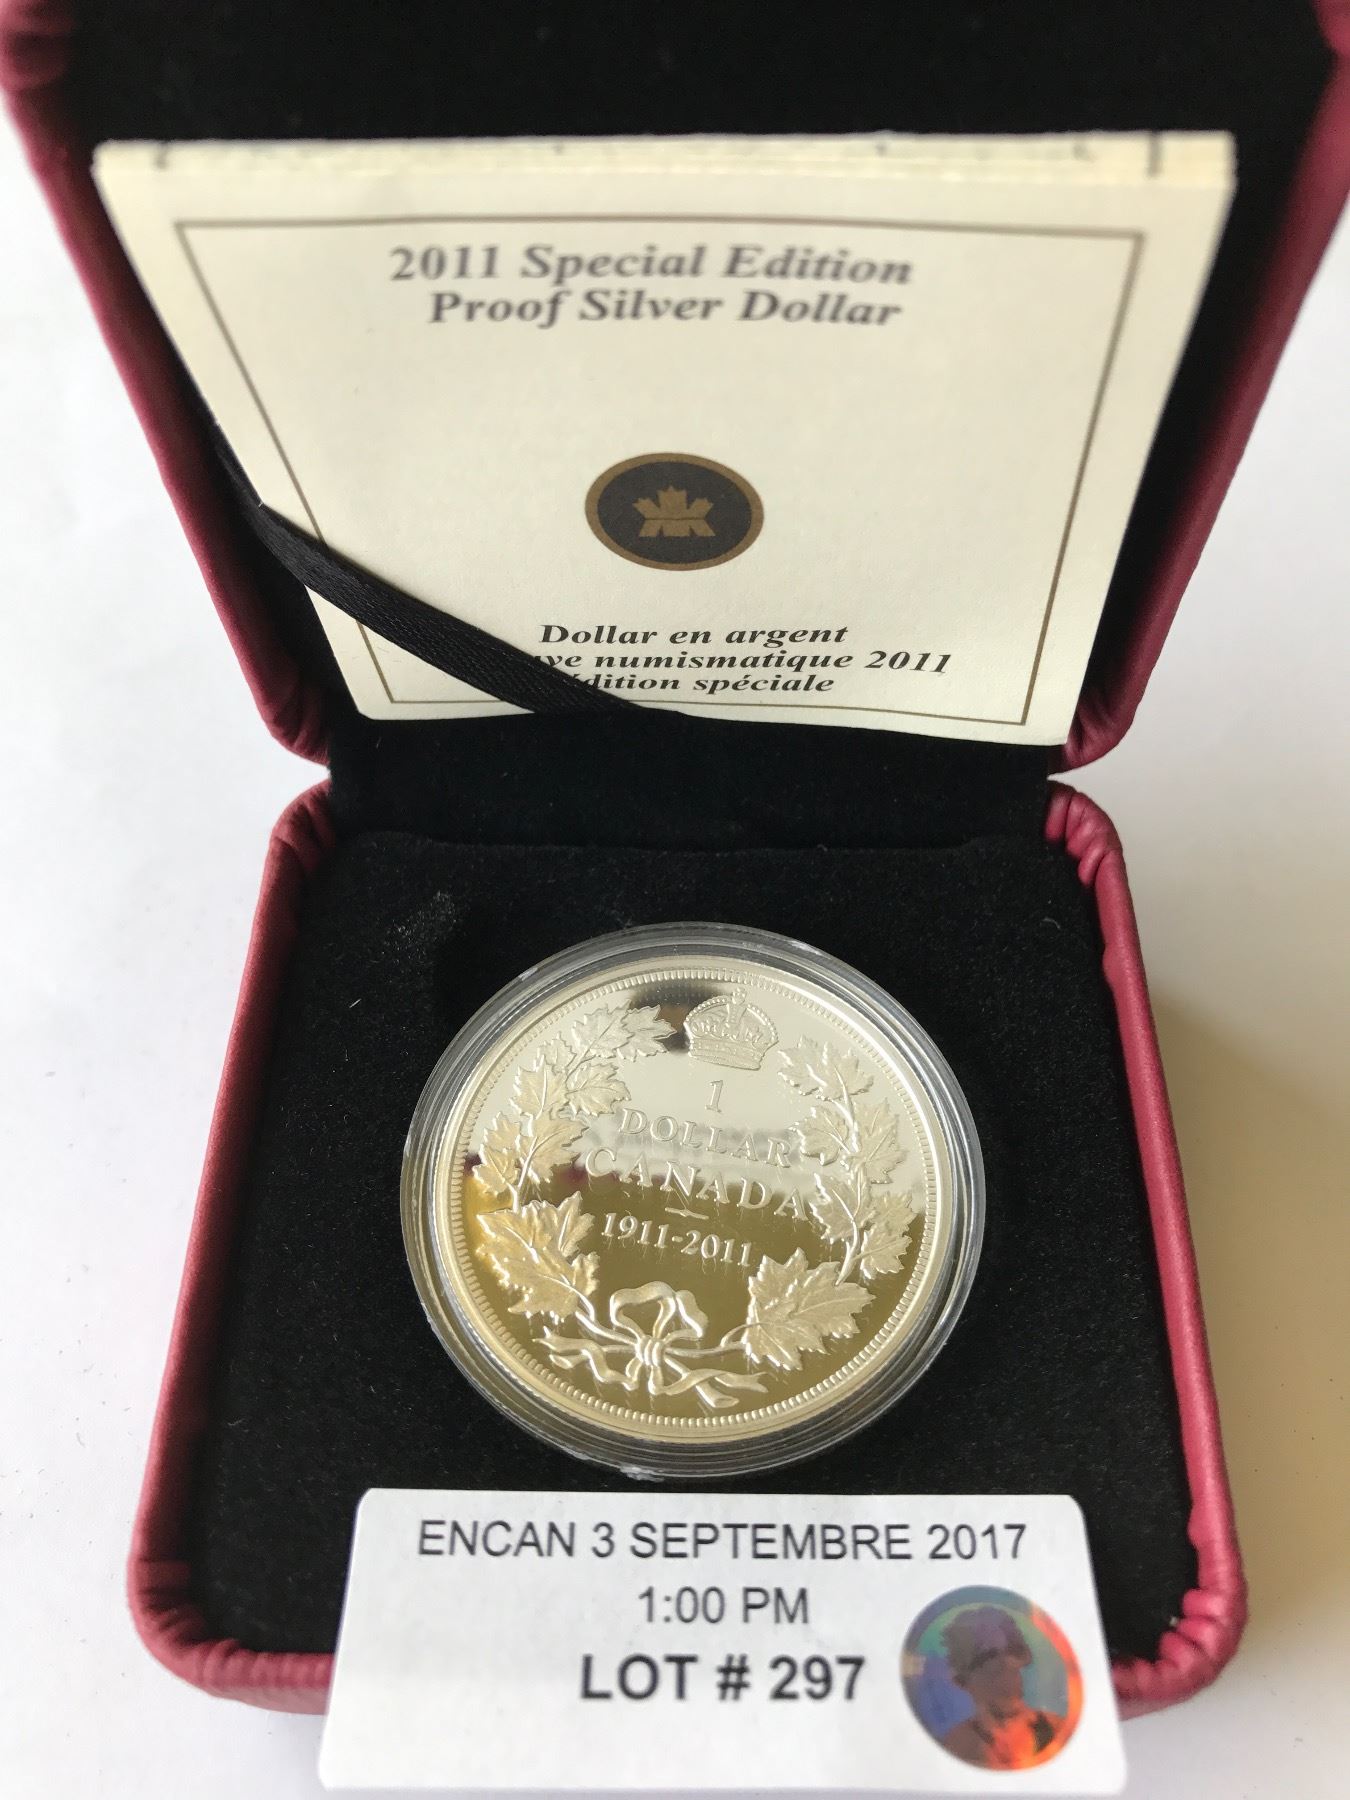 2011 Special Edition
Proof Silver Dollar
Dollar en argent
numismatique 2011
édition spéciale
1
DOLLAR
CANADA
1911-2011
ENCAN 3 SEPTEMBRE 2017
1:00 PM
LOT # 297